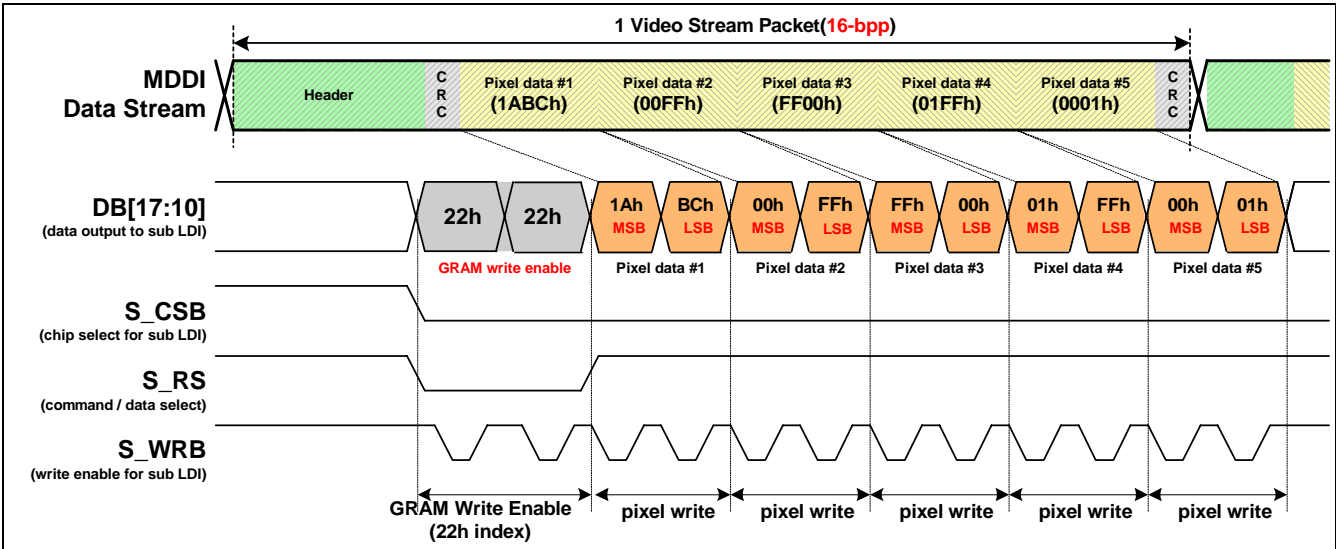 1 Video Stream Packet(16-bpp)
MDDI
Data Stream
Header
C
R
C
Pixel data #1
(1ABCh)
Pixel data #2
(00FFh)
Pixel data #3
(FF00h)
Pixel data #4
(01FFh)
Pixel data #5
(0001h)
C
R
C
DB[17:10]
(data output to sub LDI)
22h 22h
1Ah BCh 00h FFh FFh 00h 01h FFh 00h 01h
MSB LSB MSB LSB MSB LSB MSB LSB MSB LSB
GRAM write enable Pixel data #1 Pixel data #2 Pixel data #3 Pixel data #4 Pixel data #5
S_CSB
(chip select for sub LDI)
S_RS
(command / data select)
S_WRB
(write enable for sub LDI)
GRAM Write Enable
(22h index)
pixel write pixel write pixel write pixel write pixel write